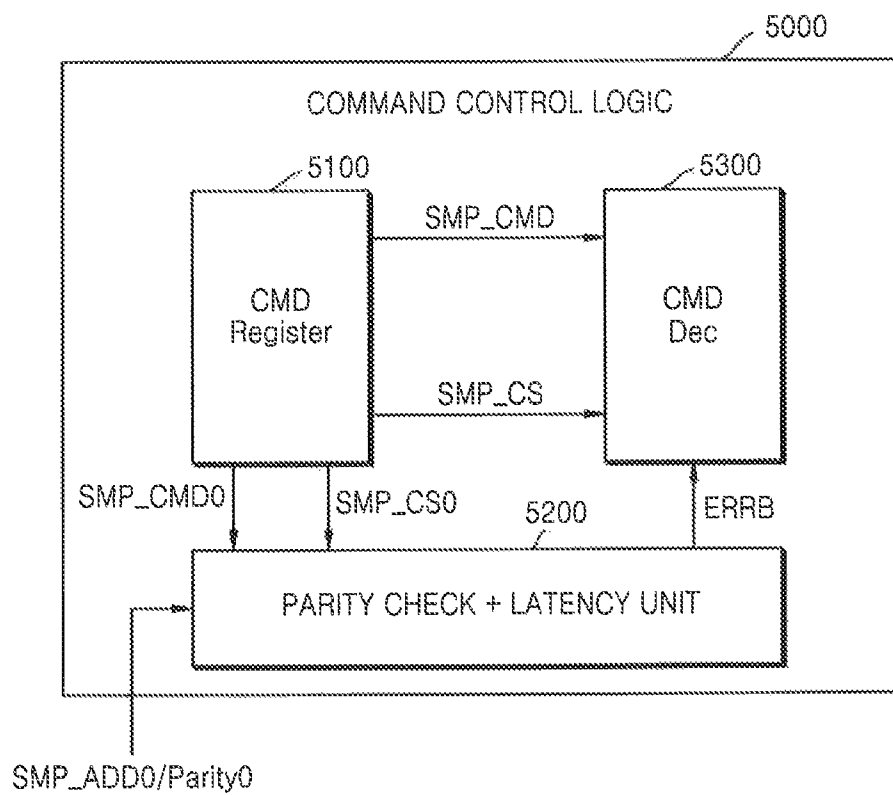 5000
COMMAND CONTROL LOGIC
5100
5300
SMP_CMD
CMD
Register
CMD
Dec
SMP_CS
SMP_CMD0
SMP_CS0
5200
ERRB
PARITY CHECK + LATENCY UNIT
SMP_ADD0/Parity0